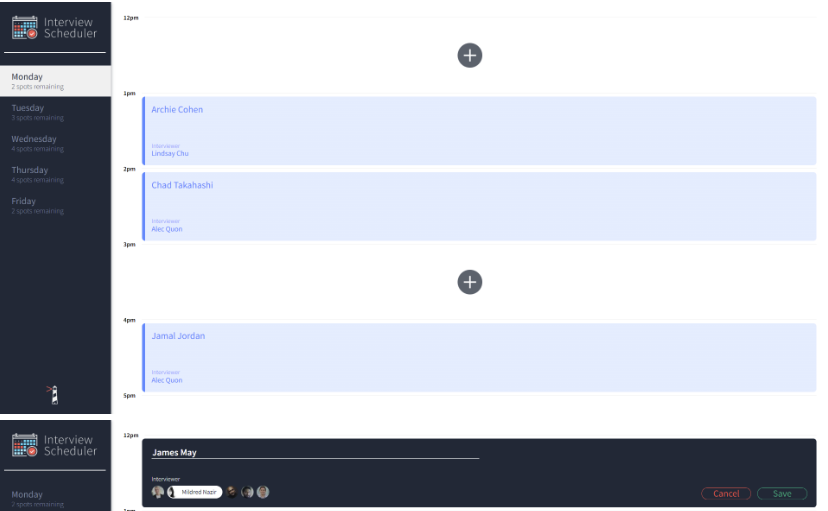 Interview
Scheduler
Monday
2 spots remaining
Tuesday
3 spots remaining
Wednesday
4 spots remaining
Thursday
4 spots remaining
Friday
2 spots remaining
12pm
1pm
Archie Cohen
Interviewer
Lindsay Chu
2pm
Chad Takahashi
Interviewer
Alec Quon
3pm
4pm
Jamal Jordan
Interviewer
Alec Quon
5pm
Interview
Scheduler
Monday
2 spots remaining
12pm
James May
Interviewer
Mildred Nazir
Cancel
Save
1pm